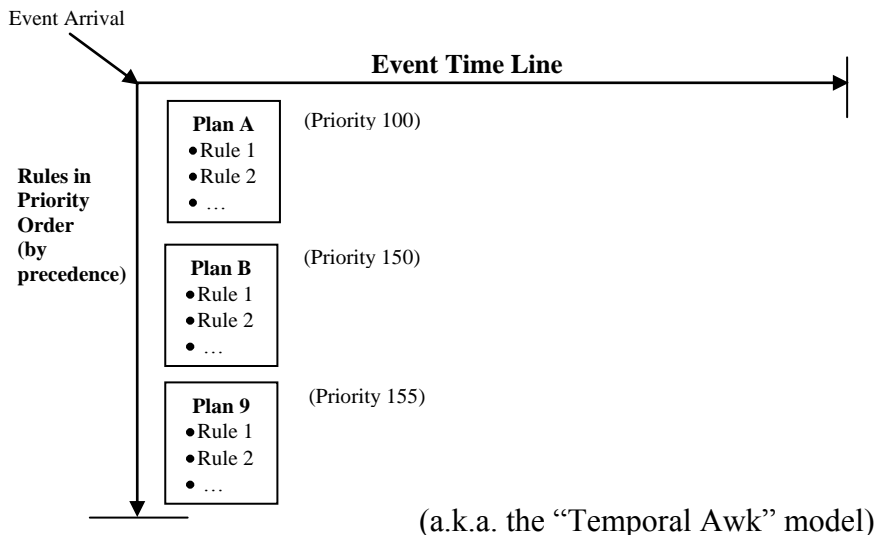 Event Arrival
Event Time Line
Plan A
(Priority 100)
•Rule 1
•Rule 2
• …
Rules in
Priority
Order
(by
precedence)
Plan B
(Priority 150)
•Rule 1
•Rule 2
• …
Plan 9
(Priority 155)
•Rule 1
•Rule 2
• …
(a.k.a. the “Temporal Awk” model)